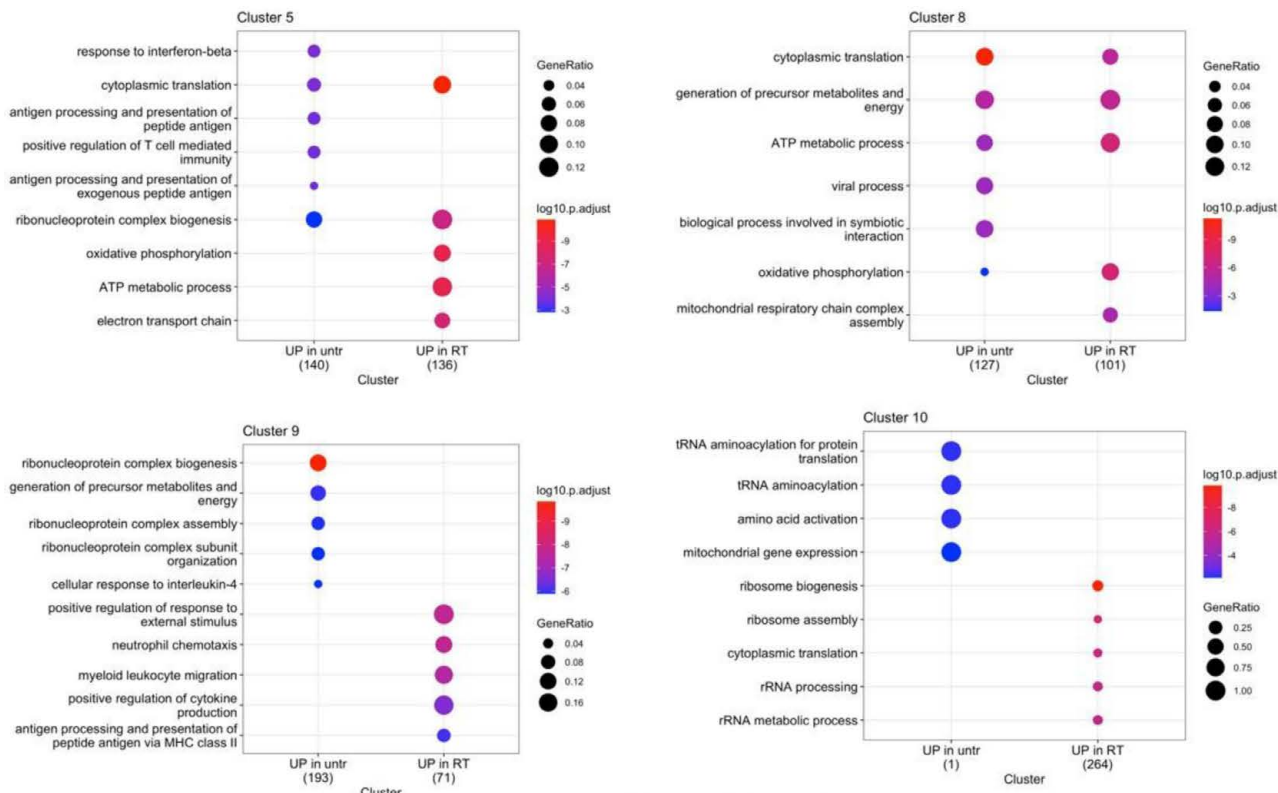 Cluster 5
response to interferon-beta
cytoplasmic translation
antigen processing and presentation of
peptide antigen
positive regulation of T cell mediated
immunity
antigen processing and presentation of
exogenous peptide antigen
ribonucleoprotein complex biogenesis
oxidative phosphorylation
ATP metabolic process
electron transport chain
UP in untr
(140)
UP in RT
(136)
Cluster
GeneRatio
0.04
0.06
0.08
0.10
0.12
log10.p.adjust
-9
-7
-5
-3
Cluster 8
cytoplasmic translation
generation of precursor metabolites and
energy
ATP metabolic process
viral process
biological process involved in symbiotic
interaction
oxidative phosphorylation
mitochondrial respiratory chain complex
assembly
UP in untr
(127)
UP in RT
(101)
Cluster
GeneRatio
0.04
0.06
0.08
0.10
0.12
log10.p.adjust
-9
-6
-3
Cluster 9
ribonucleoprotein complex biogenesis
generation of precursor metabolites and
energy
ribonucleoprotein complex assembly
ribonucleoprotein complex subunit
organization
cellular response to interleukin-4
positive regulation of response to
external stimulus
neutrophil chemotaxis
myeloid leukocyte migration
positive regulation of cytokine
production
antigen processing and presentation of
peptide antigen via MHC class II
UP in untr
(193)
UP in RT
(71)
Cluster
log10.p.adjust
-9
-8
-7
-6
GeneRatio
0.04
0.08
0.12
0.16
Cluster 10
tRNA aminoacylation for protein
translation
tRNA aminoacylation
amino acid activation
mitochondrial gene expression
ribosome biogenesis
ribosome assembly
cytoplasmic translation
rRNA processing
rRNA metabolic process
UP in untr
(1)
UP in RT
(264)
Cluster
log10.p.adjust
-8
-6
-4
GeneRatio
0.25
0.50
0.75
1.00